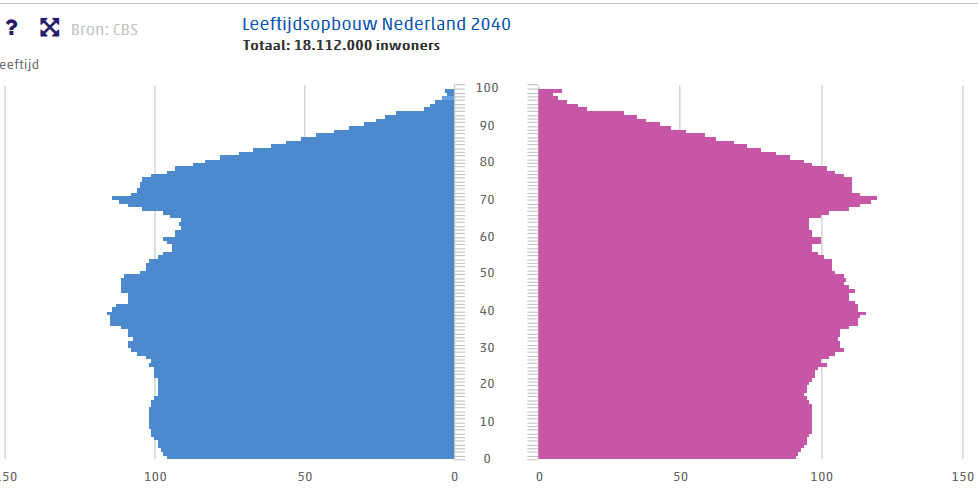 ? Bron: CBS
Leeftijdsopbouw Nederland 2040
Totaal: 18.112.000 inwoners
eeftijd
100
90
80
70
60
50
40
30
20
10
0
50 100 50 0 0 50 100 150